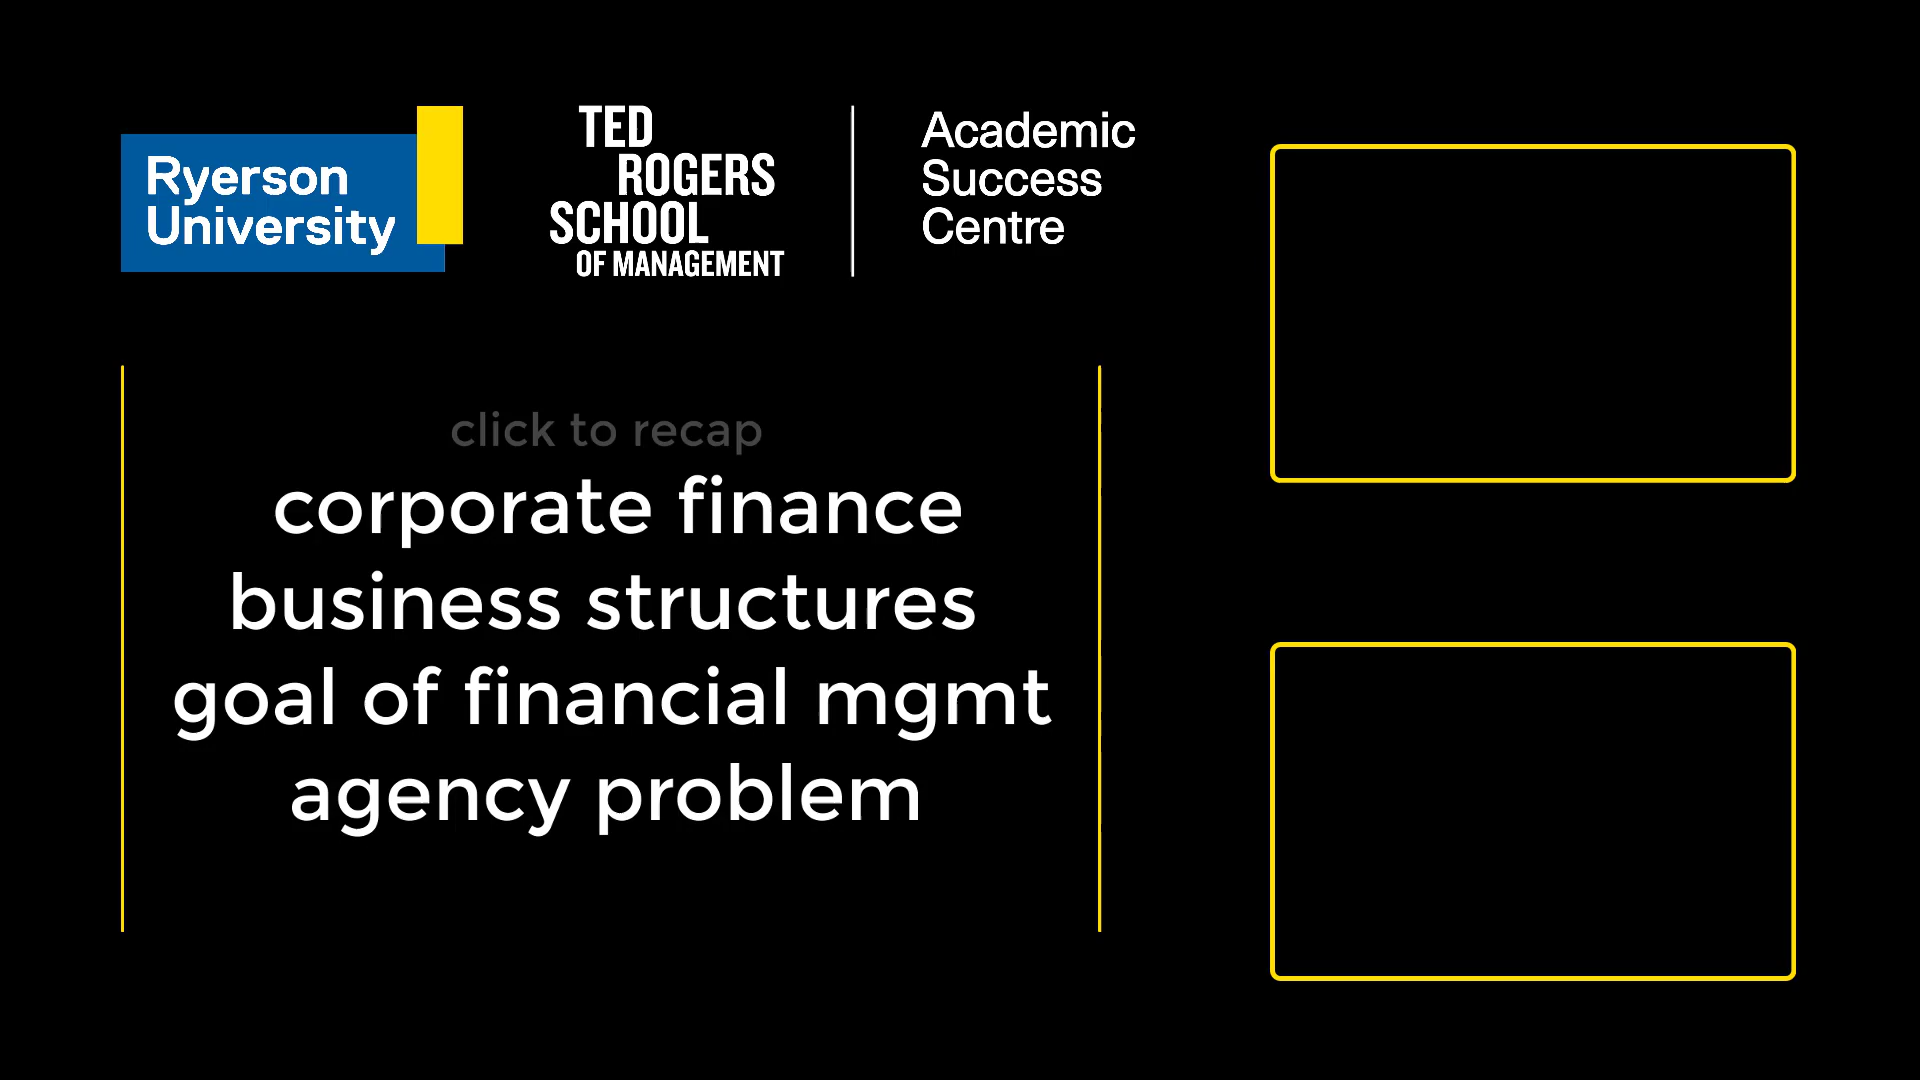 Ryerson
University
TED
ROGERS
SCHOOL
OF MANAGEMENT
Academic
Success
Centre
click to recap
corporate finance
business structures
goal of financial mgmt
agency problem